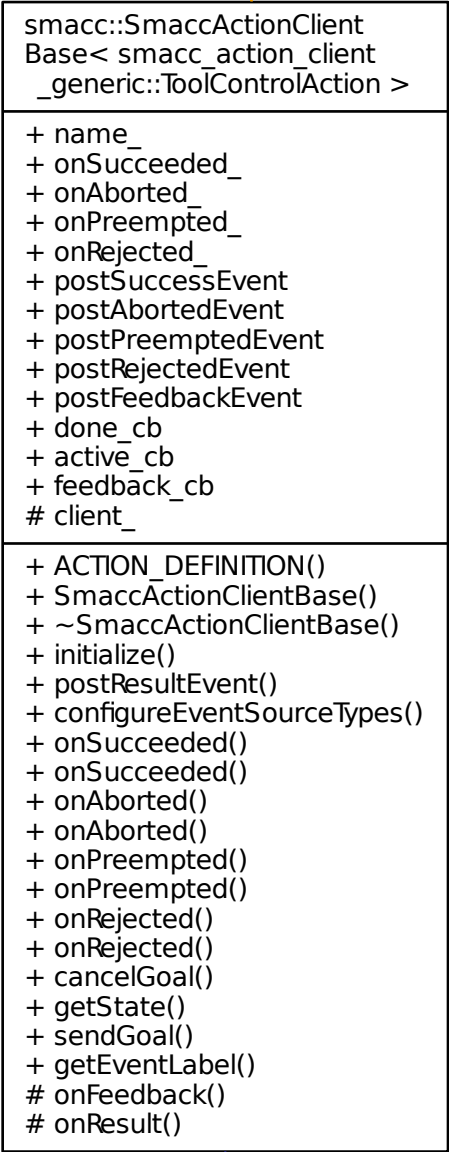 smacc::SmaccActionClient
Base< smacc_action_client
_generic::ToolControlAction >
+ name_
+ onSucceeded_
+ onAborted_
+ onPreempted_
+ onRejected_
+ postSuccessEvent
+ postAbortedEvent
+ postPreemptedEvent
+ postRejectedEvent
+ postFeedbackEvent
+ done_cb
+ active_cb
+ feedback_cb
# client_
+ ACTION_DEFINITION()
+ SmaccActionClientBase()
+ ~SmaccActionClientBase()
+ initialize()
+ postResultEvent()
+ configureEventSourceTypes()
+ onSucceeded()
+ onSucceeded()
+ onAborted()
+ onAborted()
+ onPreempted()
+ onPreempted()
+ onRejected()
+ onRejected()
+ cancelGoal()
+ getState()
+ sendGoal()
+ getEventLabel()
# onFeedback()
# onResult()